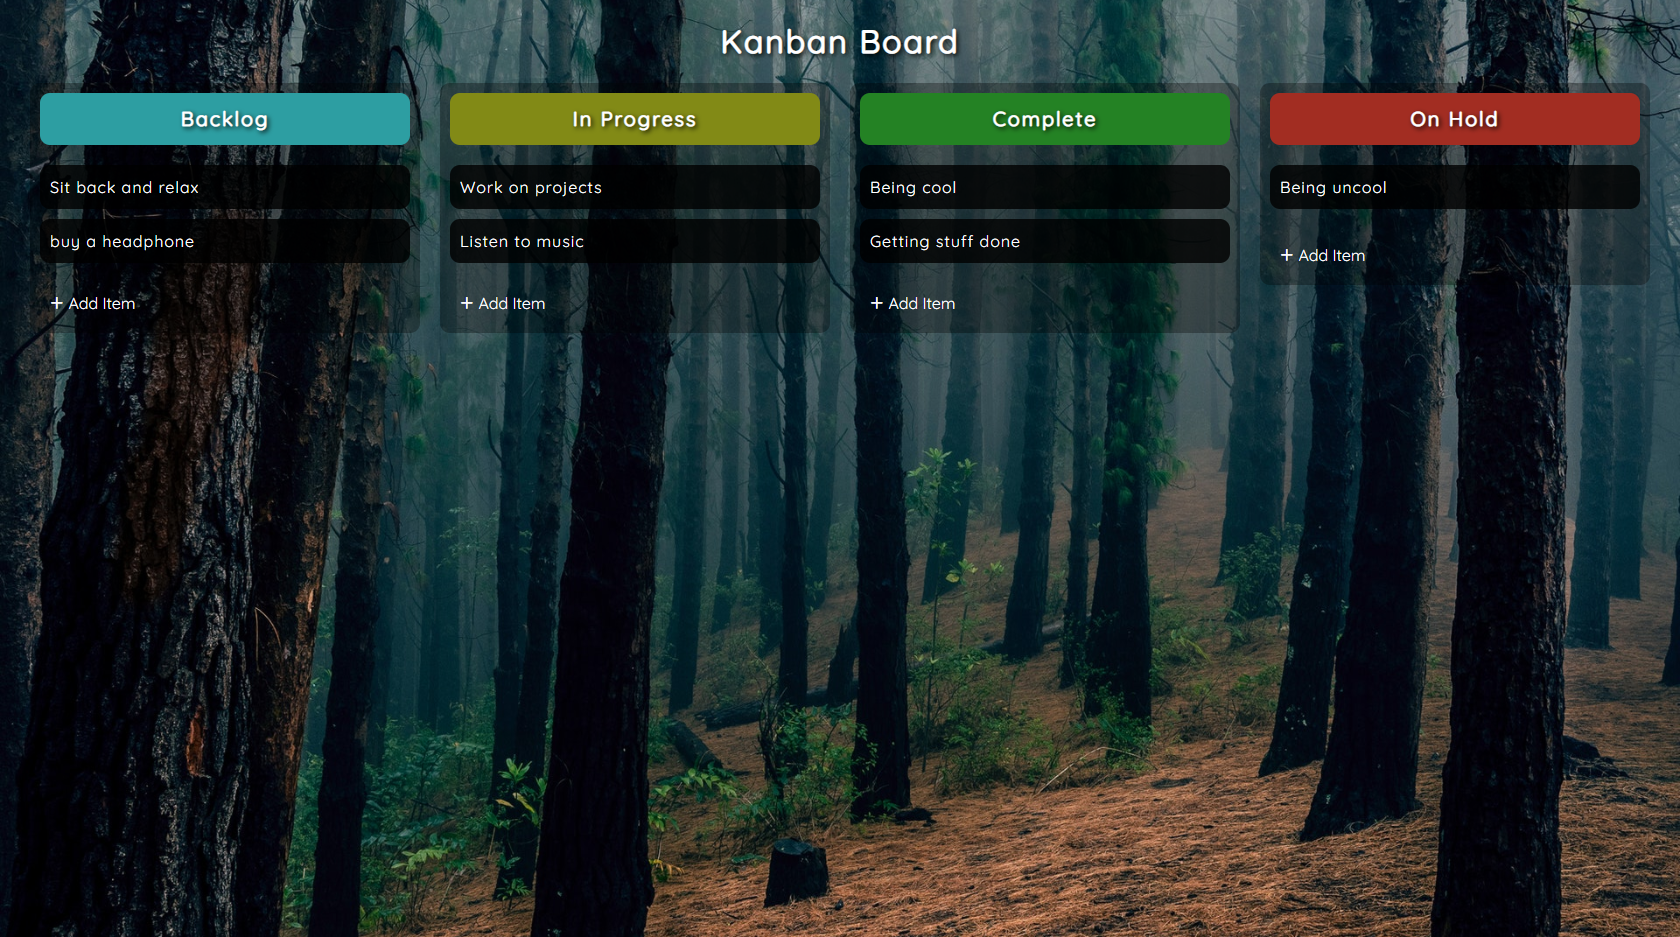 Kanban Board
Backlog
Sit back and relax
buy a headphone
+ Add Item
In Progress
Work on projects
Listen to music
+ Add Item
Complete
Being cool
Getting stuff done
+ Add Item
On Hold
Being uncool
+ Add Item